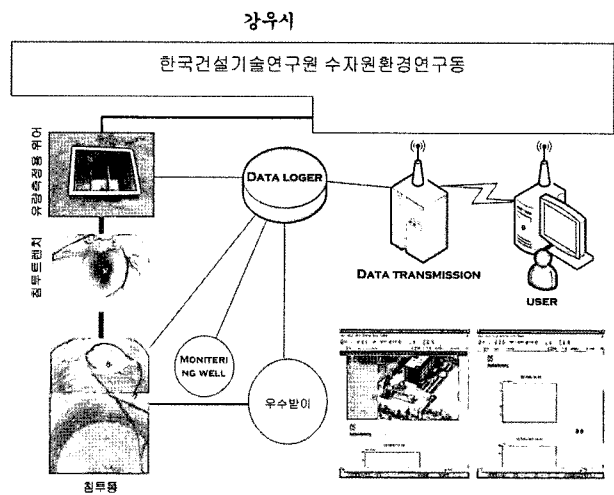 강우시
한국건설기술연구원 수자원환경연구동
유량측정용 위어
DATA LOGER
침투트렌치
DATA TRANSMISSION
USER
MONITERI
NG WELL
우수받이
침투통